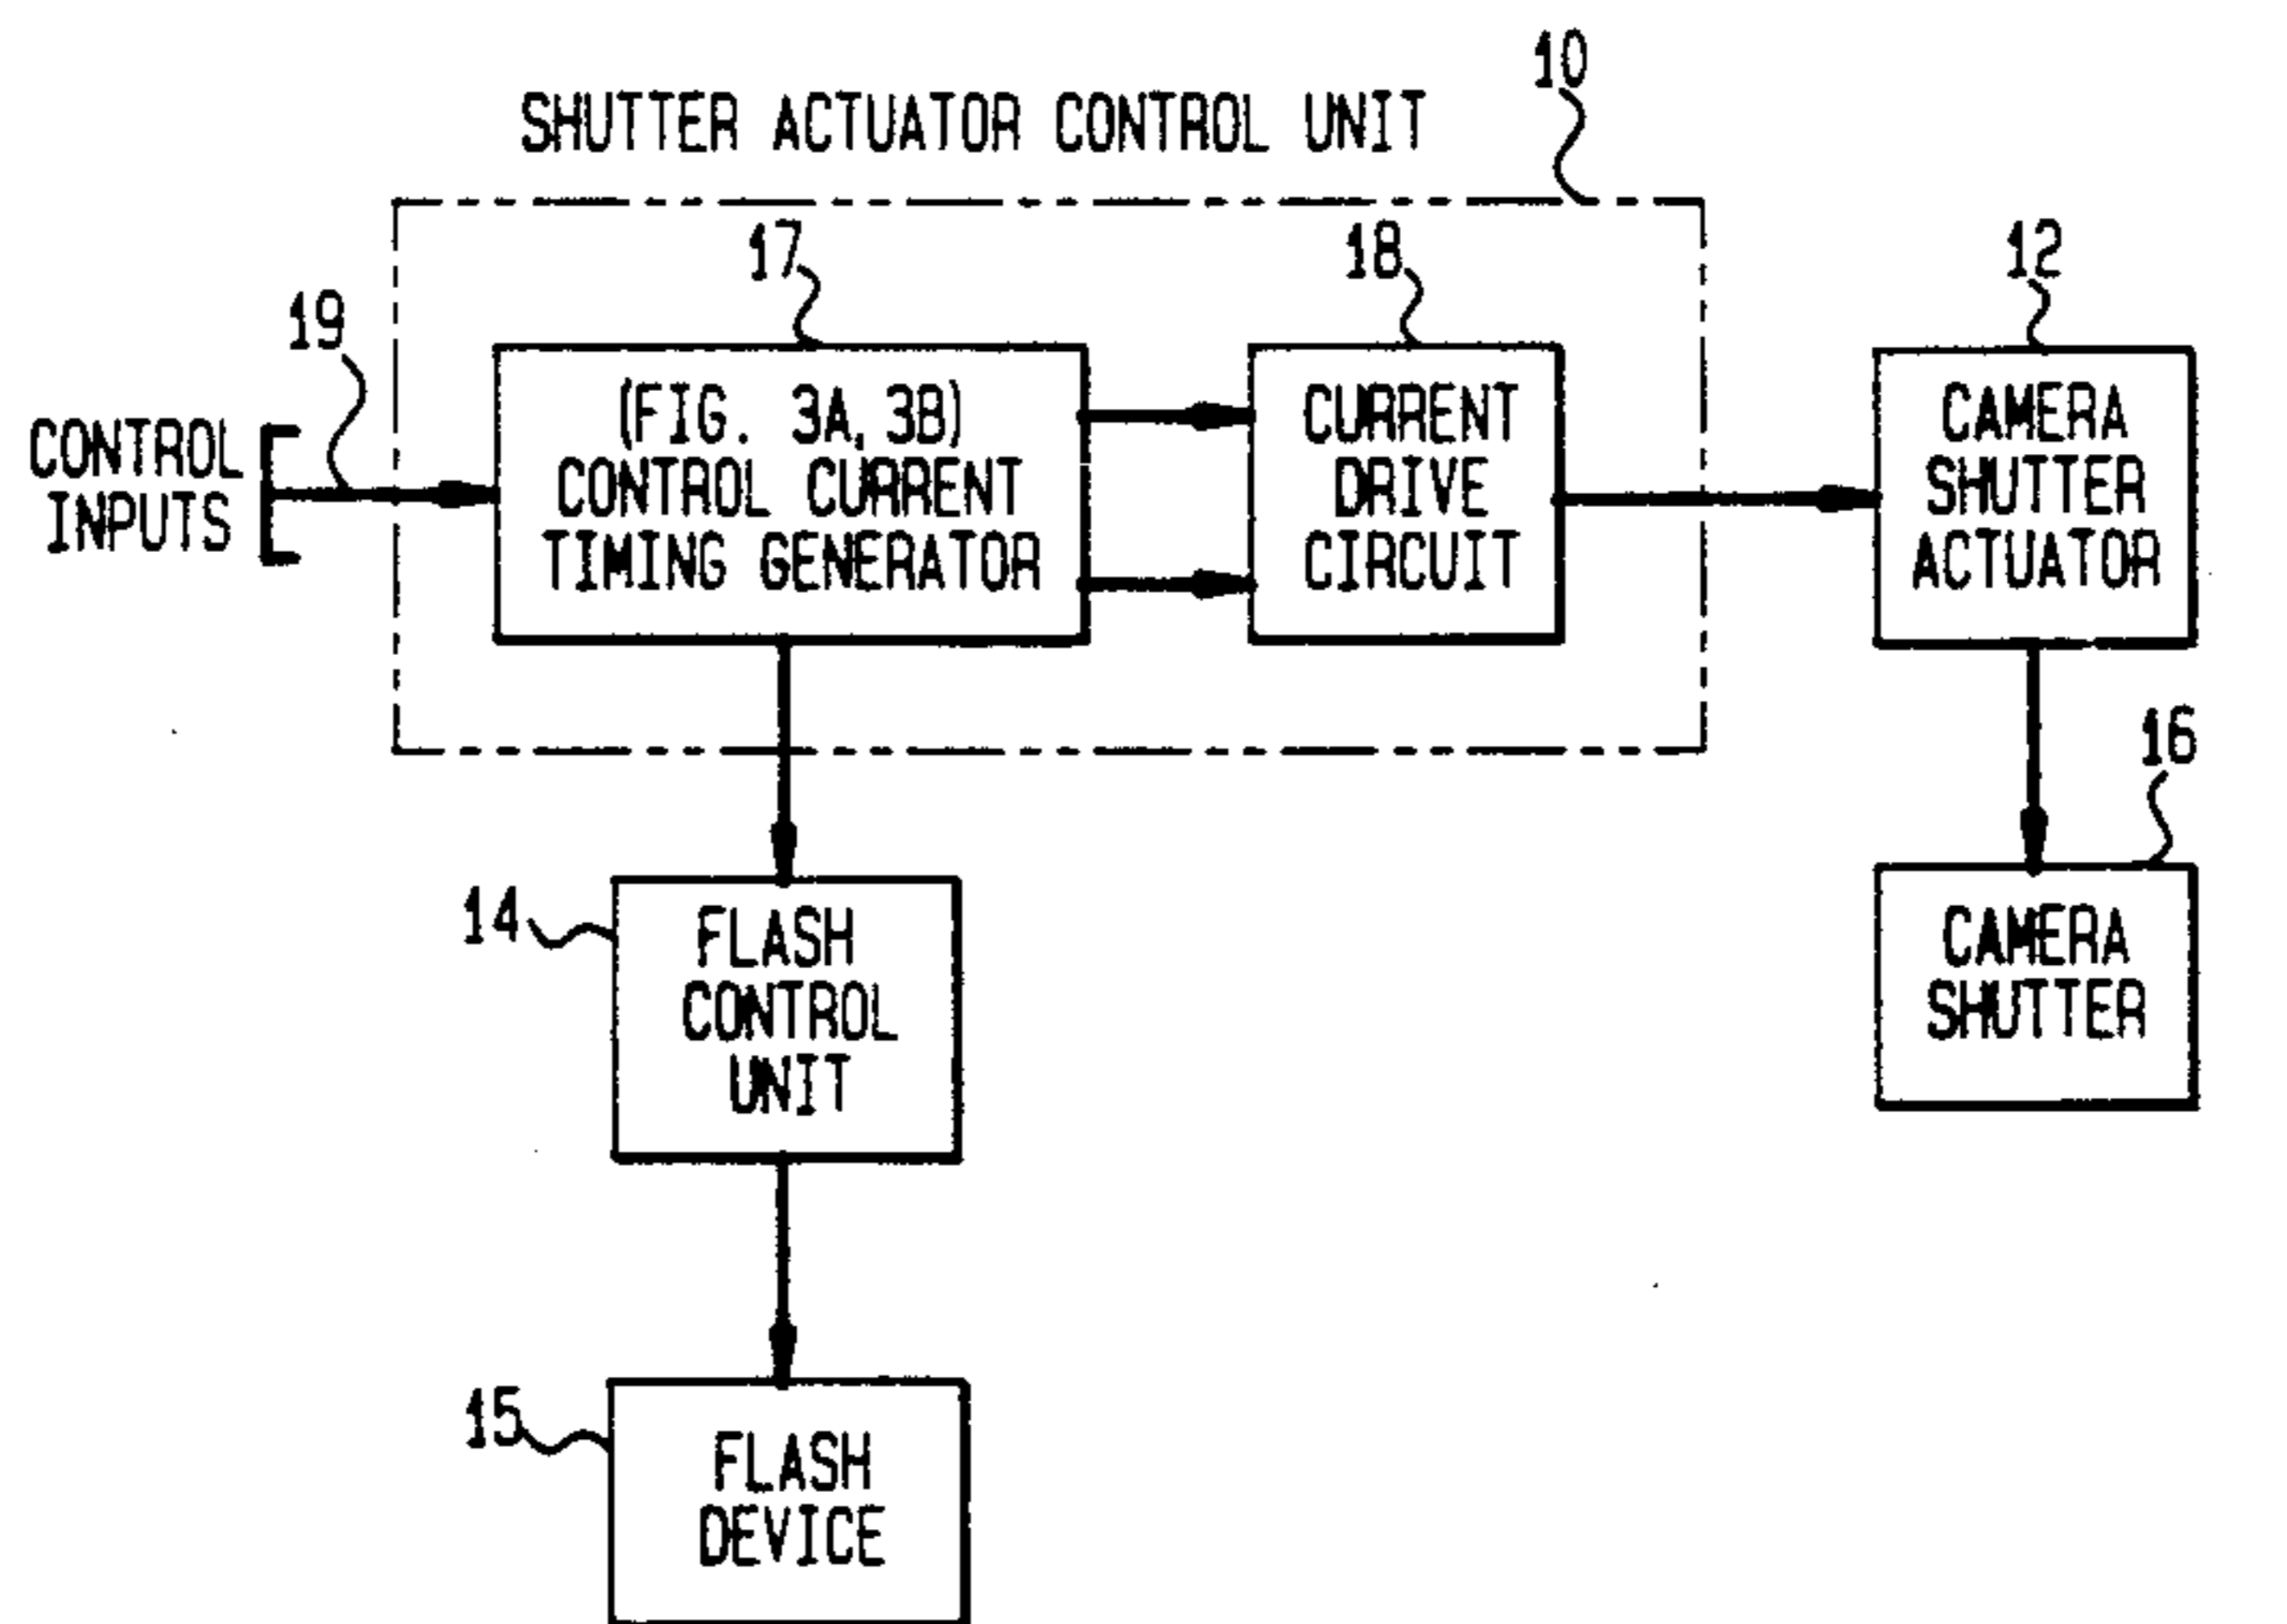 10
SHUTTER ACTUATOR CONTROL UNIT
17
18
12
19
CONTROL
INPUTS
(FIG. 3A, 3B)
CONTROL CURRENT
TIMING GENERATOR
CURRENT
DRIVE
CIRCUIT
CAMERA
SHUTTER
ACTUATOR
16
14
FLASH
CONTROL
UNIT
CAMERA
SHUTTER
15
FLASH
DEVICE